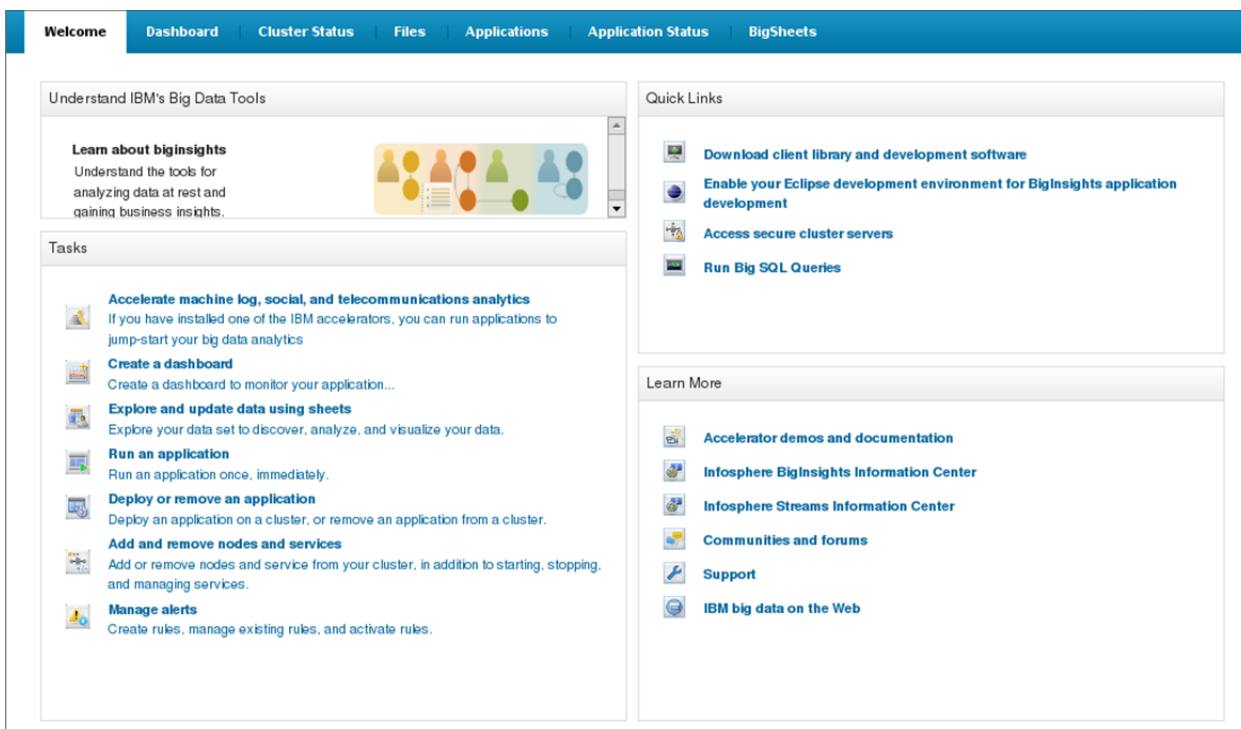 Welcome
Dashboard
Cluster Status
Files
Applications
Application Status
BigSheets
Understand IBM's Big Data Tools
Learn about biginsights
Understand the tools for
analyzing data at rest and
gaining business insights.
Tasks
Accelerate machine log, social, and telecommunications analytics
If you have installed one of the IBM accelerators, you can run applications to
jump-start your big data analytics
Create a dashboard
Create a dashboard to monitor your application...
Explore and update data using sheets
Explore your data set to discover, analyze, and visualize your data.
Run an application
Run an application once, immediately.
Deploy or remove an application
Deploy an application on a cluster, or remove an application from a cluster.
Add and remove nodes and services
Add or remove nodes and service from your cluster, in addition to starting, stopping,
and managing services.
Manage alerts
Create rules, manage existing rules, and activate rules.
Quick Links
Download client library and development software
Enable your Eclipse development environment for BigInsights application
development
Access secure cluster servers
Run Big SQL Queries
Learn More
Accelerator demos and documentation
Infosphere BigInsights Information Center
Infosphere Streams Information Center
Communities and forums
Support
IBM big data on the Web